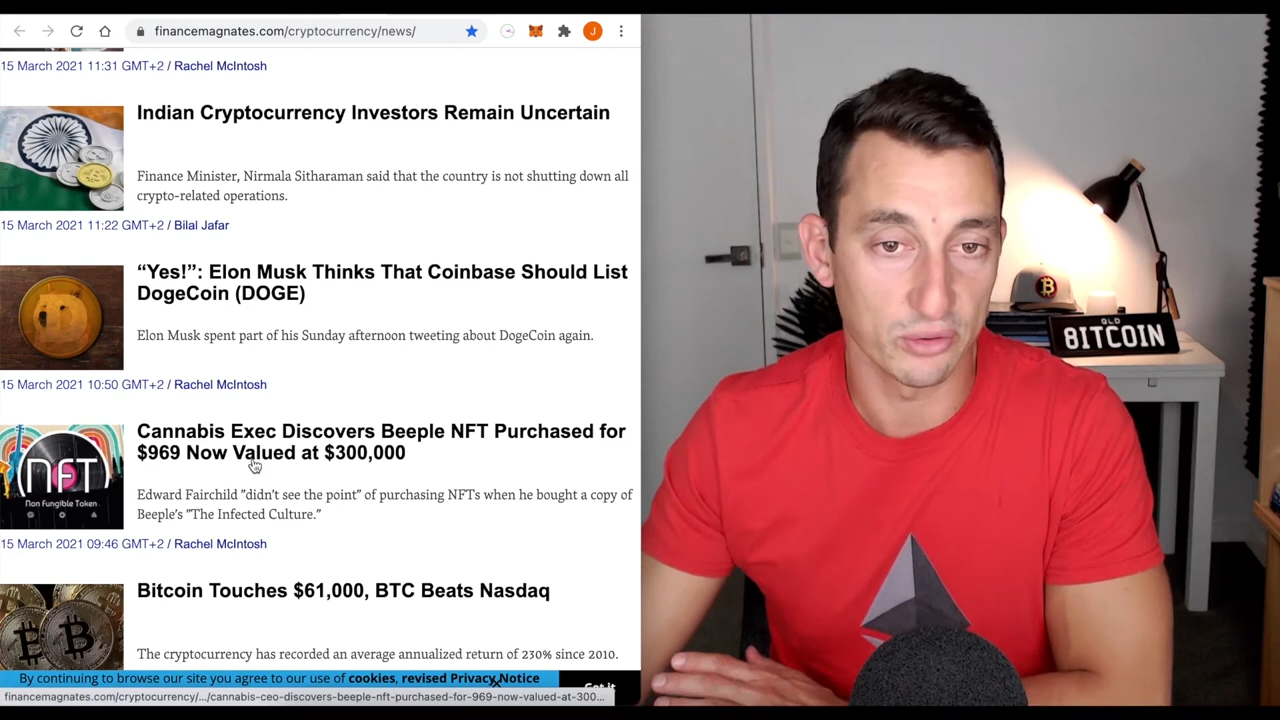 financemagnates.com/cryptocurrency/news/
J
15 March 2021 11:31 GMT+2 / Rachel McIntosh
Indian Cryptocurrency Investors Remain Uncertain
Finance Minister, Nirmala Sitharaman said that the country is not shutting down all
crypto-related operations.
15 March 2021 11:22 GMT+2 / Bilal Jafar
“Yes!”: Elon Musk Thinks That Coinbase Should List
DogeCoin (DOGE)
Elon Musk spent part of his Sunday afternoon tweeting about DogeCoin again.
15 March 2021 10:50 GMT+2 / Rachel McIntosh
Cannabis Exec Discovers Beeple NFT Purchased for
$969 Now Valued at $300,000
NFT
Non Fungible Token
Edward Fairchild "didn't see the point" of purchasing NFTs when he bought a copy of
Beeple's "The Infected Culture."
15 March 2021 09:46 GMT+2 / Rachel McIntosh
Bitcoin Touches $61,000, BTC Beats Nasdaq
The cryptocurrency has recorded an average annualized return of 230% since 2010.
By continuing to browse our site you agree to our use of cookies, revised Privacy Notice
Got it
financemagnates.com/cryptocurrency/.../cannabis-ceo-discovers-beeple-nft-purchased-for-969-now-valued-at-300...
QLD
8ITCOIN